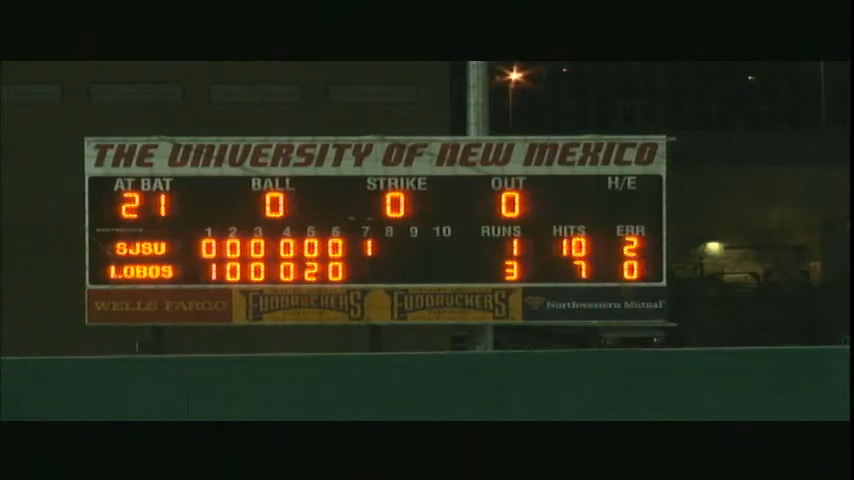 THE UNIVERSITY OF NEW MEXICO
AT BAT BALL STRIKE OUT H/E
21 0 0 0
1 2 3 4 5 6 7 8 9 10 RUNS HITS ERR
SJSU 0 0 0 0 0 0 1 1 10 2
LOBOS 1 0 0 0 2 0 3 7 0
WELLS FARGO FUDDRUCKERS FUDDRUCKERS Northwestern Mutual